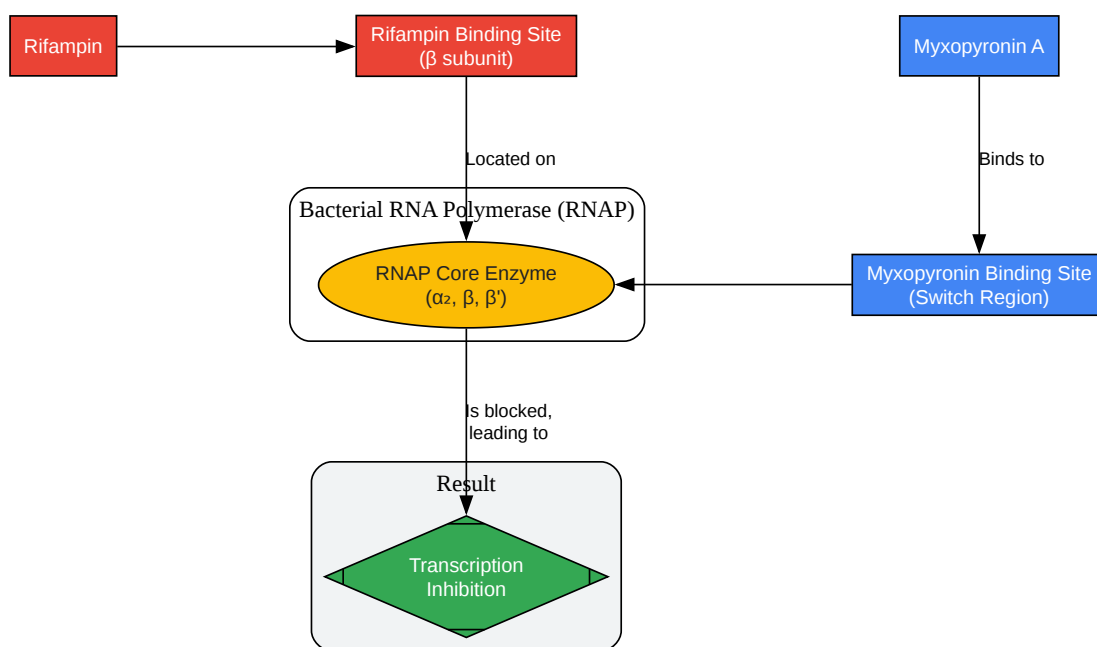 Rifampin
Rifampin Binding Site
(β subunit)
Myxopyronin A
Located on
Binds to
Bacterial RNA Polymerase (RNAP)
RNAP Core Enzyme
(α₂, β, β')
Myxopyronin Binding Site
(Switch Region)
Is blocked,
leading to
Result
Transcription
Inhibition